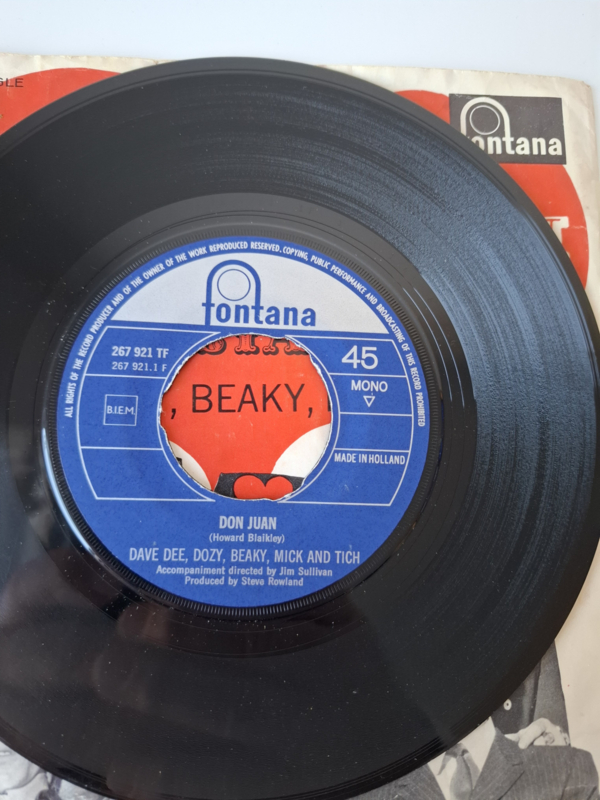 GLE
fontana
ALL RIGHTS OF THE RECORD PRODUCER AND OF THE OWNER OF THE WORK REPRODUCED RESERVED. COPYING, PUBLIC PERFORMANCE AND BROADCASTING OF THIS RECORD PROHIBITED
fontana
267 921 TF
267 921.1 F
45
MONO
B.I.E.M.
, BEAKY,
MADE IN HOLLAND
DON JUAN
(Howard Blaikley)
DAVE DEE, DOZY, BEAKY, MICK AND TICH
Accompaniment directed by Jim Sullivan
Produced by Steve Rowland